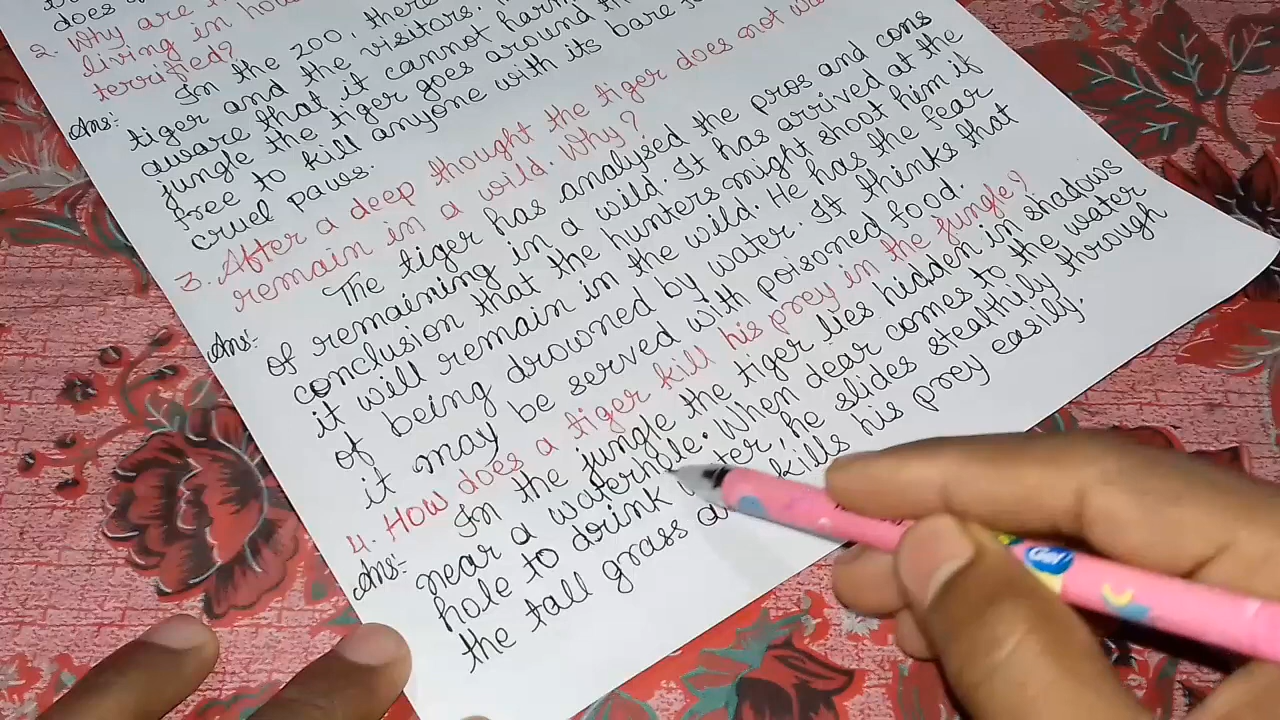 does
2. Why are
living in
terrified?
Ans:- In the zoo, there
tiger and the visitors.
aware that it cannot harm
jungle the tiger goes around
free to kill anyone with its bare
cruel paws.
3. After a deep thought the tiger does not
remain in a wild. Why?
Ans:- The tiger has analysed the pros and cons
of remaining in a wild. It has arrived at the
conclusion that the hunters might shoot him if
it will remain in the wild. He has the fear
of being drowned by water. It thinks that
it may be served with poisoned food.
4. How does a tiger kill his prey in the jungle?
Ans:- In the jungle the tiger lies hidden in shadows
near a waterhole. When dear comes to the water
hole to drink water, he slides stealthily through
the tall grass kills his prey easily.
Gel